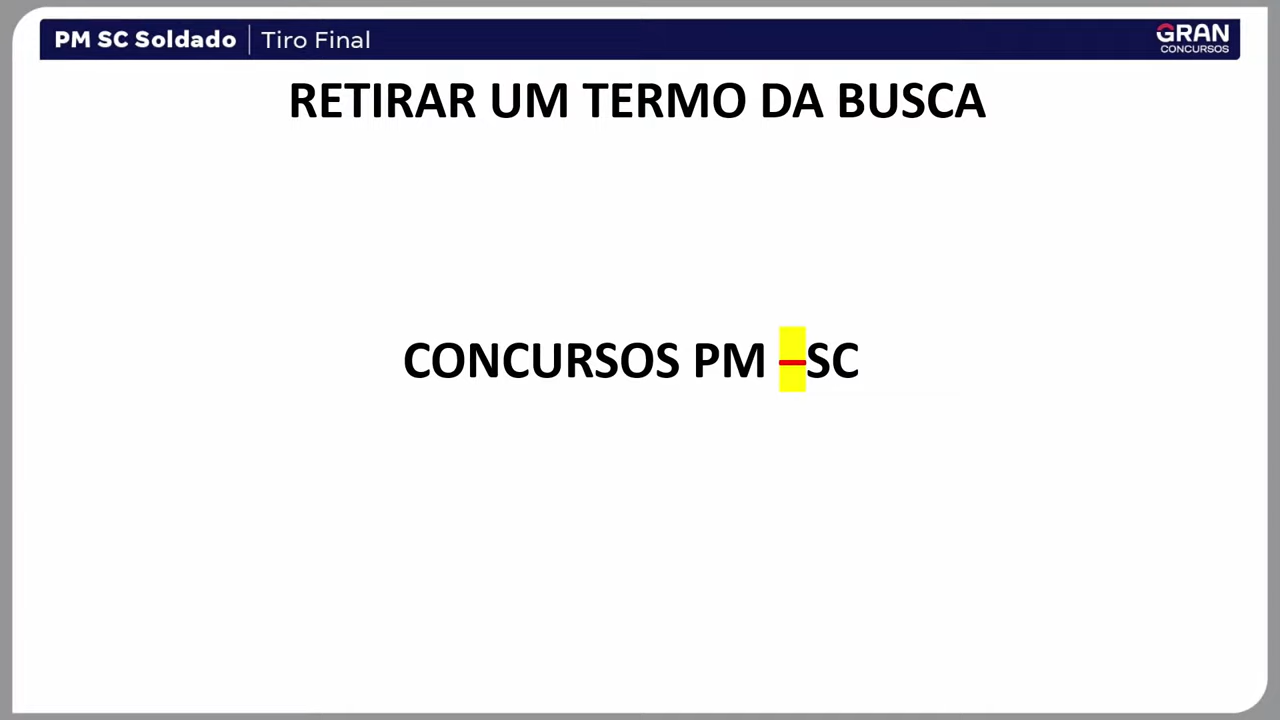 PM SC Soldado | Tiro Final
GRAN
CONCURSOS
RETIRAR UM TERMO DA BUSCA
CONCURSOS PM –SC